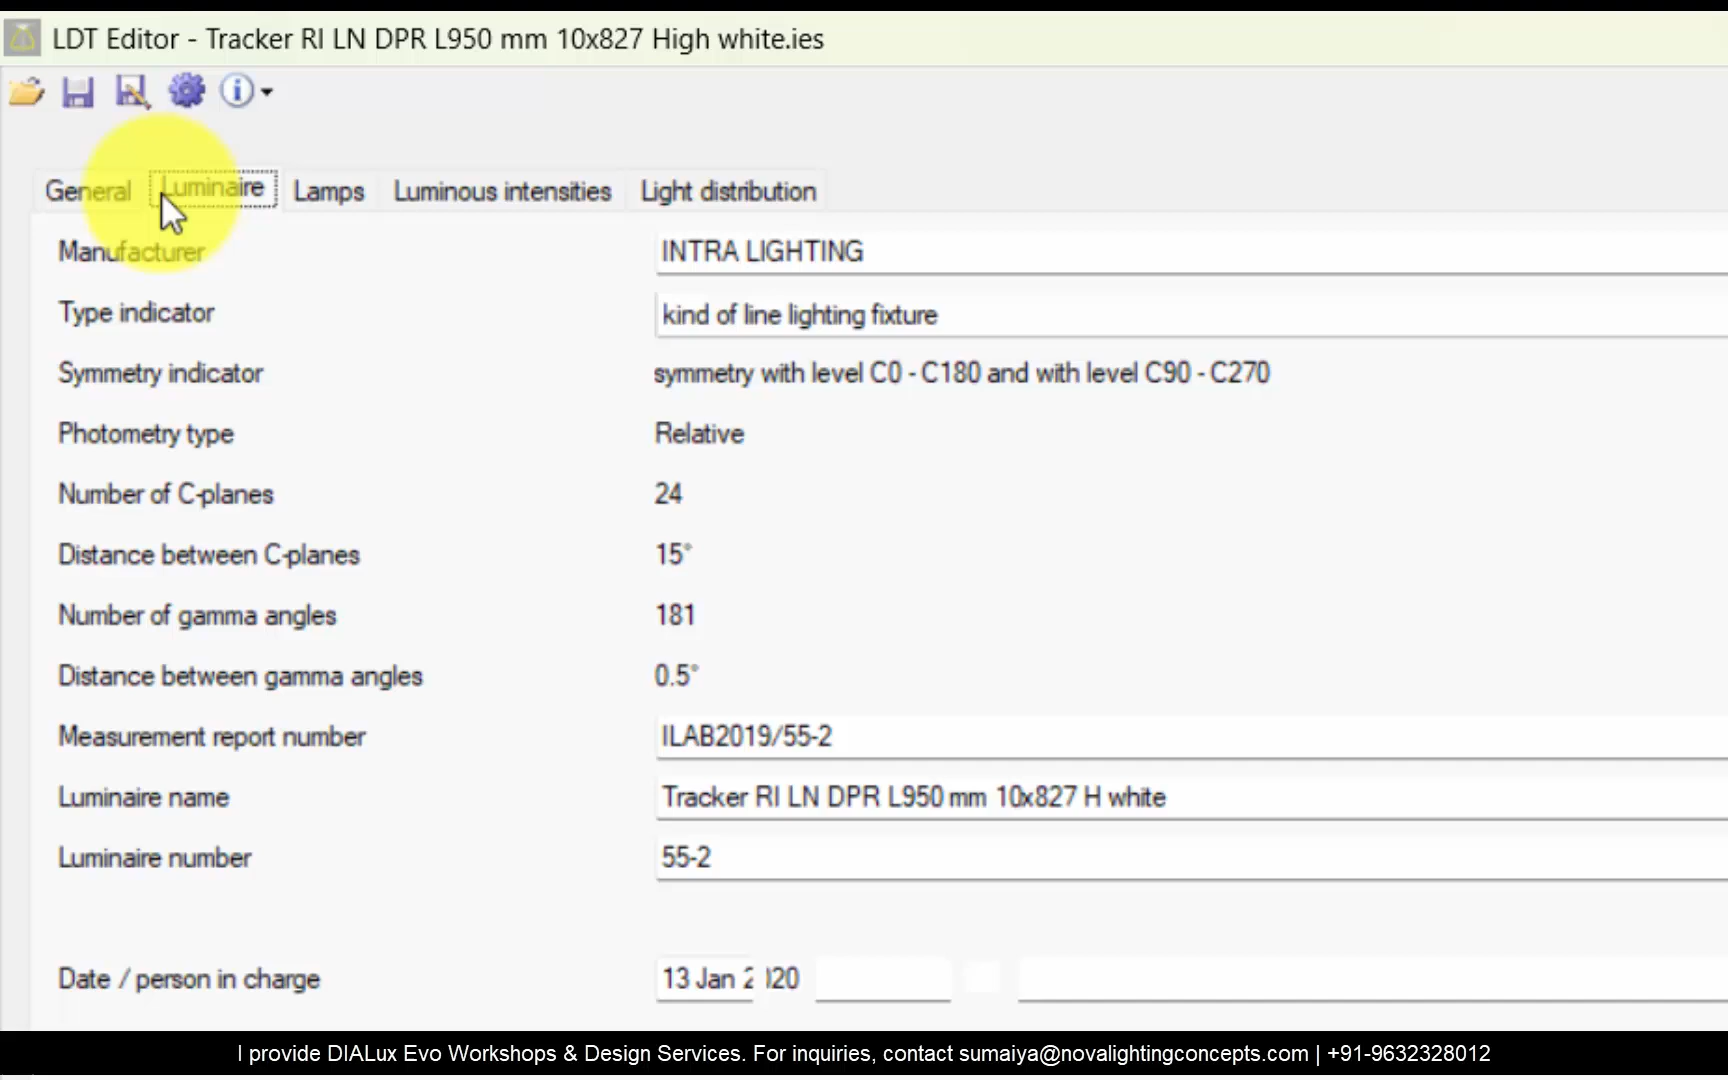 LDT Editor - Tracker RI LN DPR L950 mm 10x827 High white.ies
General Luminaire Lamps Luminous intensities Light distribution
Manufacturer INTRA LIGHTING
Type indicator kind of line lighting fixture
Symmetry indicator symmetry with level C0 - C180 and with level C90 - C270
Photometry type Relative
Number of C-planes 24
Distance between C-planes 15°
Number of gamma angles 181
Distance between gamma angles 0.5°
Measurement report number ILAB2019/55-2
Luminaire name Tracker RI LN DPR L950 mm 10x827 H white
Luminaire number 55-2
Date / person in charge 13 Jan 2020
I provide DIALux Evo Workshops & Design Services. For inquiries, contact sumaiya@novalightingconcepts.com | +91-9632328012